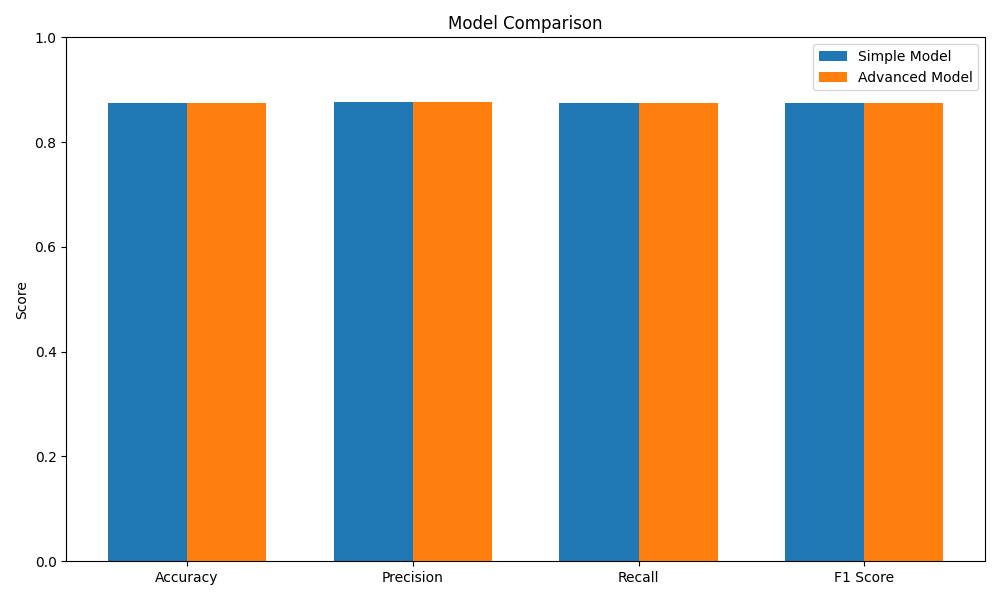 Model Comparison
Simple Model
Advanced Model
Score
1.0
0.8
0.6
0.4
0.2
0.0
Accuracy Precision Recall F1 Score